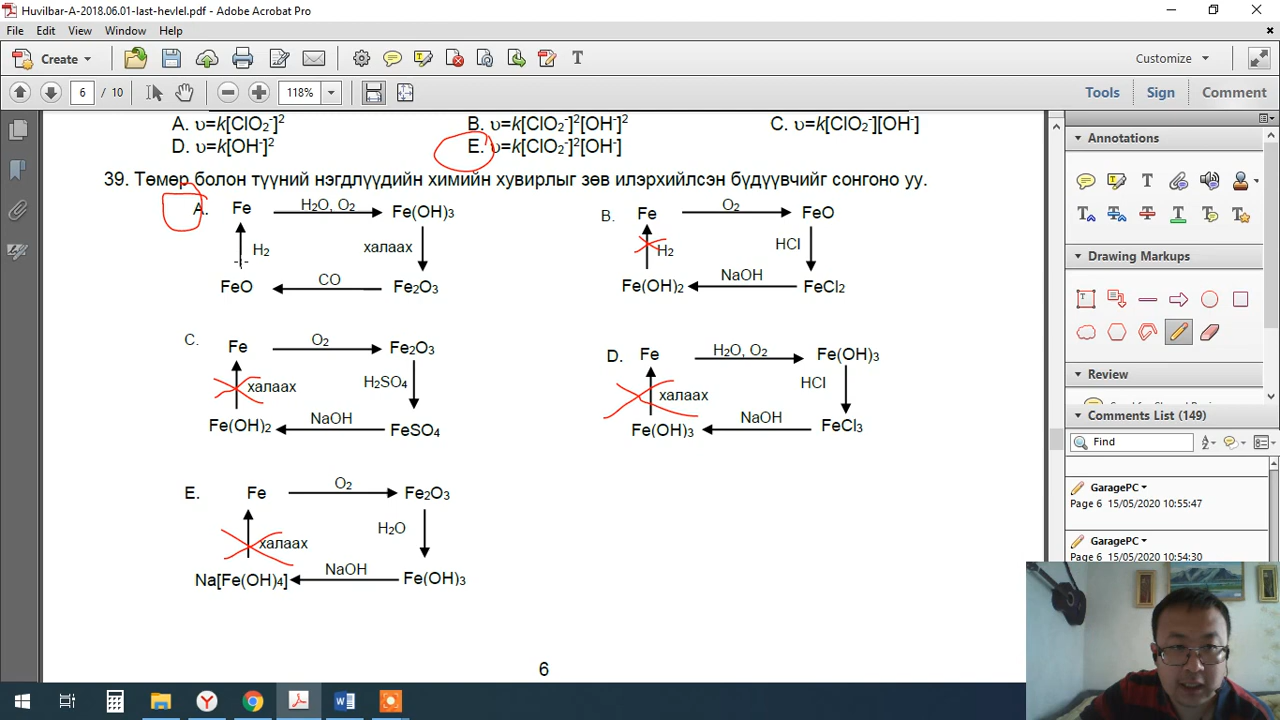 Huvilbar-A-2018.06.01-last-hevlel.pdf - Adobe Acrobat Pro
File Edit View Window Help
Create Customize
6 / 10 118% Tools Sign Comment
A. υ=k[ClO₂⁻]² B. υ=k[ClO₂⁻]²[OH⁻]² C. υ=k[ClO₂⁻][OH⁻]
D. υ=k[OH⁻]² E. υ=k[ClO₂⁻]²[OH⁻]
39. Төмөр болон түүний нэгдлүүдийн химийн хувирлыг зөв илэрхийлсэн бүдүүвчийг сонгоно уу.
A. Fe H₂O, O₂ Fe(OH)₃
H₂ халаах
FeO CO Fe₂O₃
B. Fe O₂ FeO
H₂ HCl
Fe(OH)₂ NaOH FeCl₂
C. Fe O₂ Fe₂O₃
халаах H₂SO₄
Fe(OH)₂ NaOH FeSO₄
D. Fe H₂O, O₂ Fe(OH)₃
халаах HCl
Fe(OH)₃ NaOH FeCl₃
E. Fe O₂ Fe₂O₃
халаах H₂O
Na[Fe(OH)₄] NaOH Fe(OH)₃
6
Annotations
Drawing Markups
Review
Comments List (149)
Find
GaragePC
Page 6 15/05/2020 10:55:47
GaragePC
Page 6 15/05/2020 10:54:30